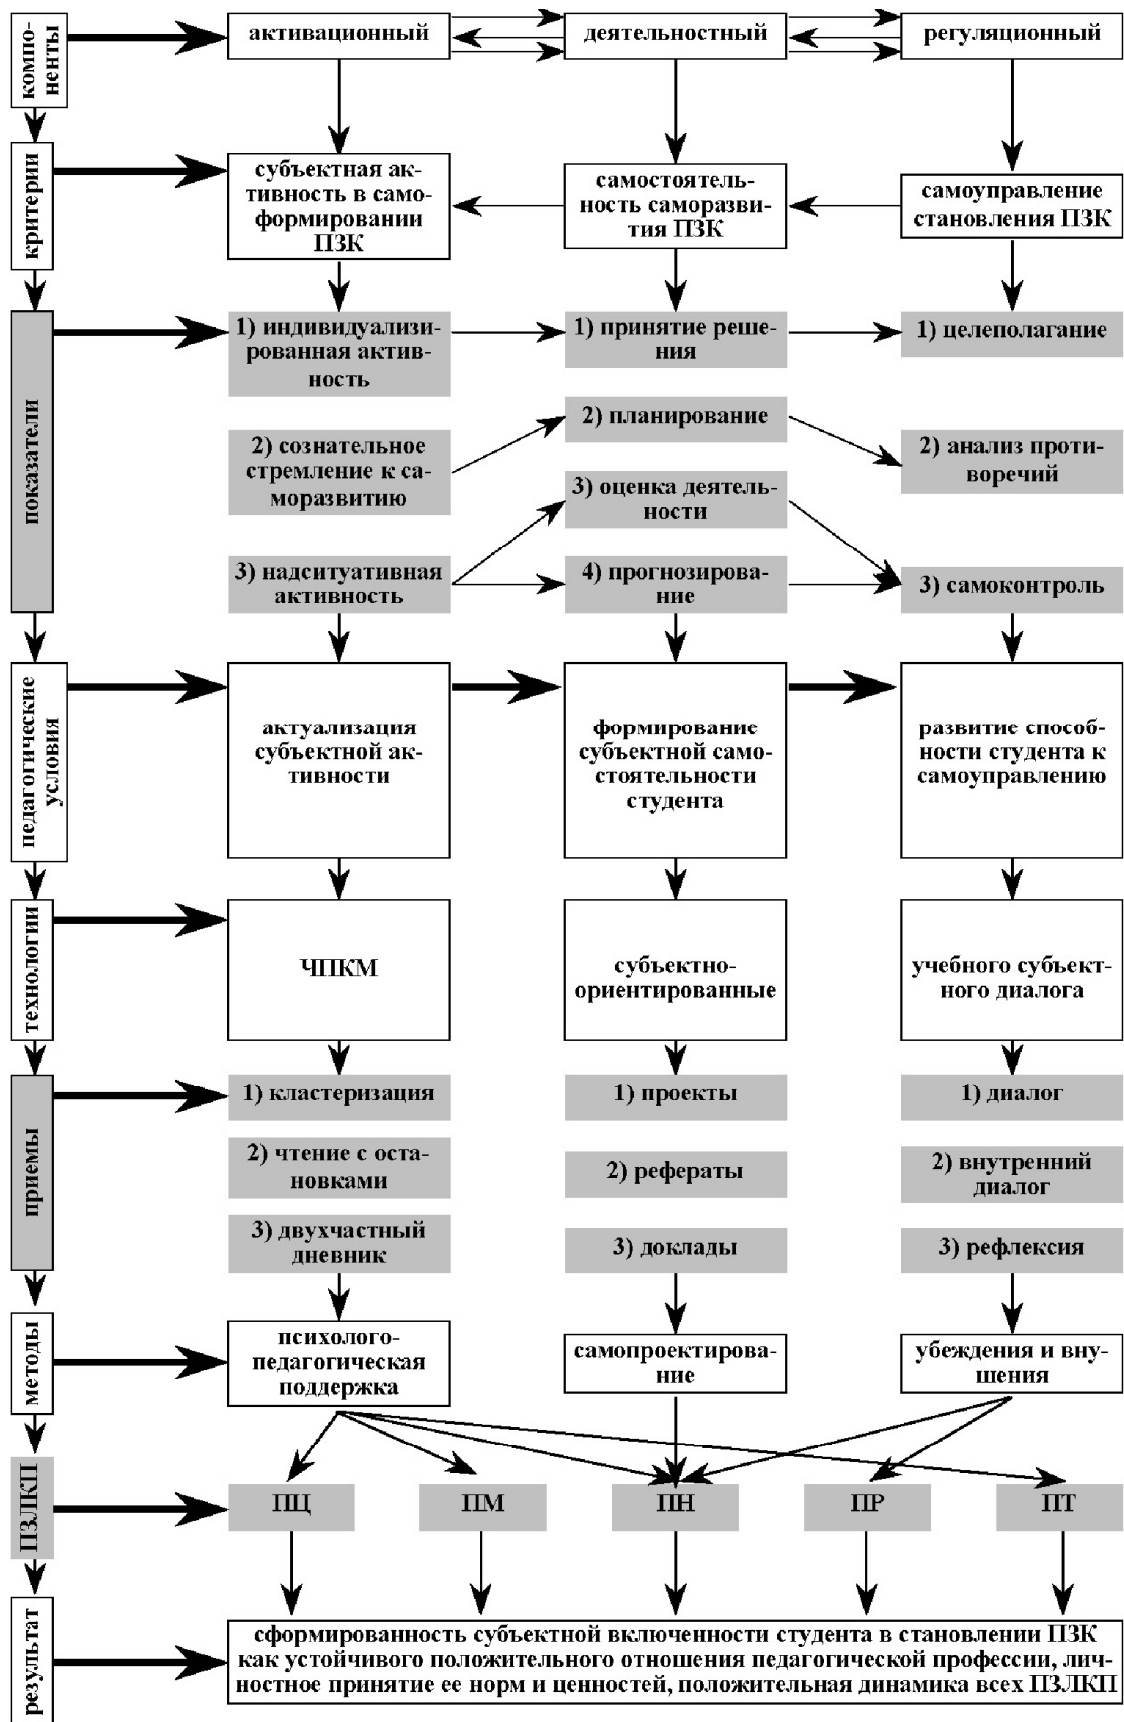 компо-
ненты
активационный
деятельностный
регуляционный
критерии
субъектная ак-
тивность в само-
формировании
ПЗК
самостоятель-
ность саморазви-
тия ПЗК
самоуправление
становления ПЗК
показатели
1) индивидуализи-
рованная актив-
ность
1) принятие реше-
ния
1) целеполагание
2) сознательное
стремление к са-
моразвитию
2) планирование
2) анализ проти-
воречий
3) оценка деятель-
ности
3) надситуативная
активность
4) прогнозирова-
ние
3) самоконтроль
педагогические
условия
актуализация
субъектной ак-
тивности
формирование
субъектной само-
стоятельности
студента
развитие способ-
ности студента к
самоуправлению
технологии
ЧПКМ
субъектно-
ориентированные
учебного субъект-
ного диалога
приемы
1) кластеризация
1) проекты
1) диалог
2) чтение с оста-
новками
2) рефераты
2) внутренний
диалог
3) двухчастный
дневник
3) доклады
3) рефлексия
методы
психолого-
педагогическая
поддержка
самопроектирова-
ние
убеждения и вну-
шения
ПЗЛКП
ПЦ
ПМ
ПН
ПР
ПТ
результат
сформированность субъектной включенности студента в становлении ПЗК
как устойчивого положительного отношения педагогической профессии, лич-
ностное принятие ее норм и ценностей, положительная динамика всех ПЗЛКП